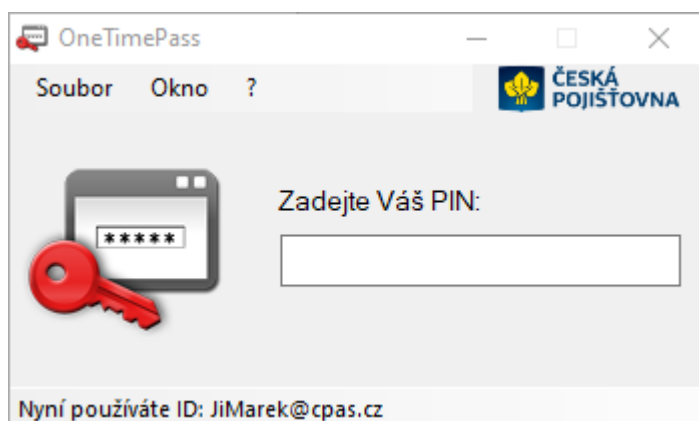 OneTimePass
Soubor Okno ?
ČESKÁ
POJIŠŤOVNA
Zadejte Váš PIN:
*****
Nyní používáte ID: JiMarek@cpas.cz